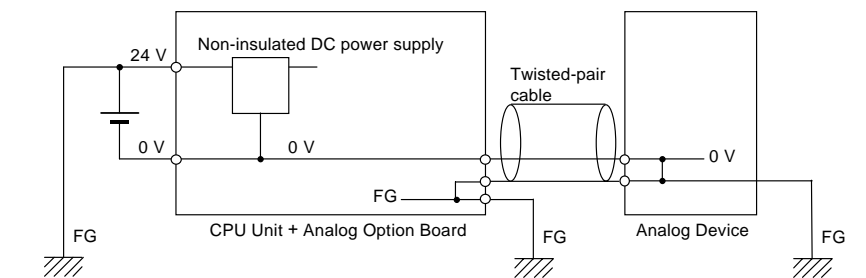 Non-insulated DC power supply
24 V
Twisted-pair
cable
0 V
0 V
0 V
FG
CPU Unit + Analog Option Board
Analog Device
FG
FG
FG